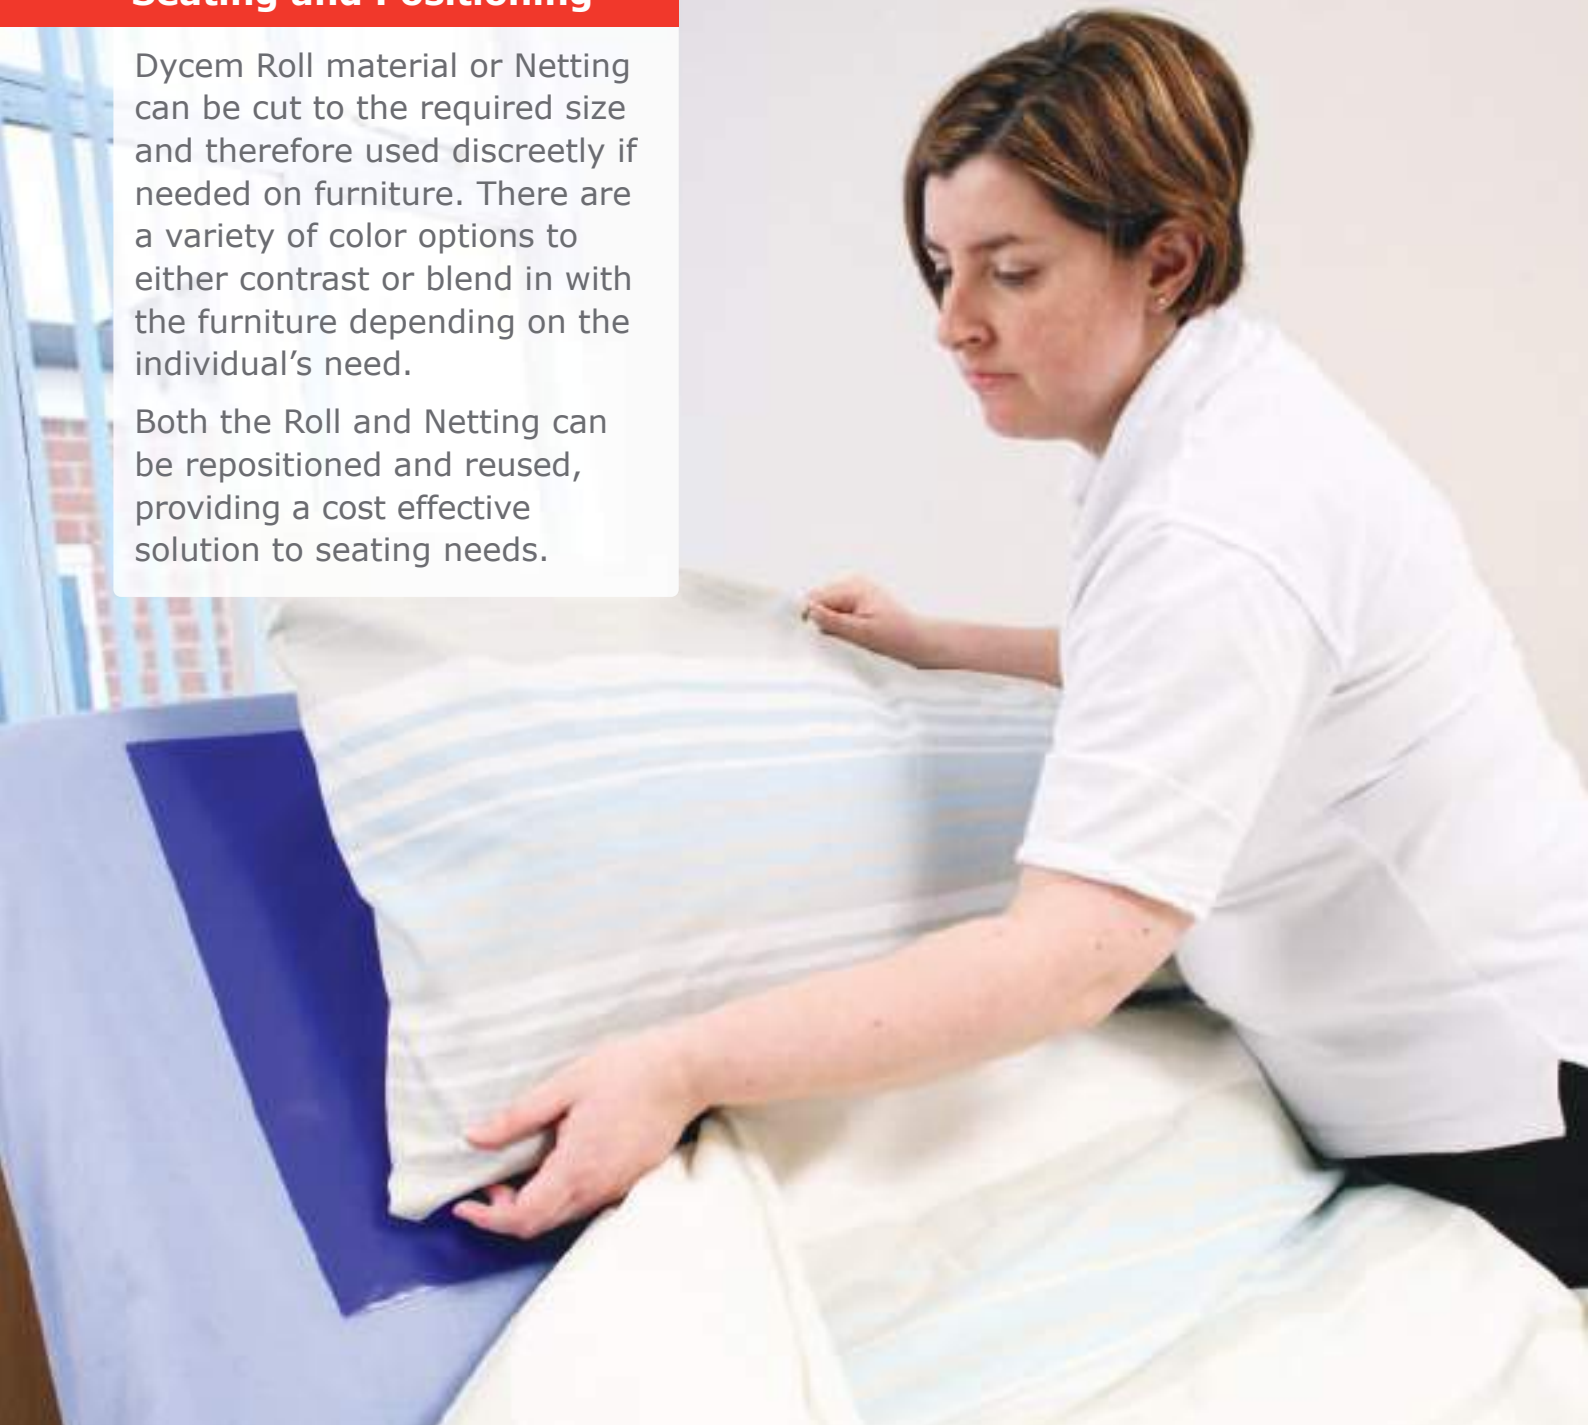 Seating and Positioning
Dycem Roll material or Netting
can be cut to the required size
and therefore used discreetly if
needed on furniture. There are
a variety of color options to
either contrast or blend in with
the furniture depending on the
individual’s need.
Both the Roll and Netting can
be repositioned and reused,
providing a cost effective
solution to seating needs.